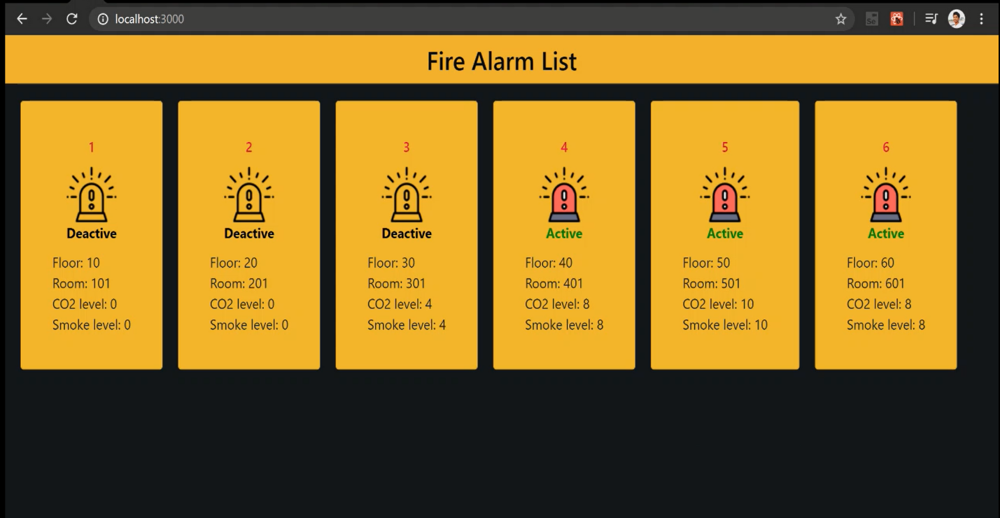 localhost:3000
Fire Alarm List
1
Deactive
Floor: 10
Room: 101
CO2 level: 0
Smoke level: 0
2
Deactive
Floor: 20
Room: 201
CO2 level: 0
Smoke level: 0
3
Deactive
Floor: 30
Room: 301
CO2 level: 4
Smoke level: 4
4
Active
Floor: 40
Room: 401
CO2 level: 8
Smoke level: 8
5
Active
Floor: 50
Room: 501
CO2 level: 10
Smoke level: 10
6
Active
Floor: 60
Room: 601
CO2 level: 8
Smoke level: 8